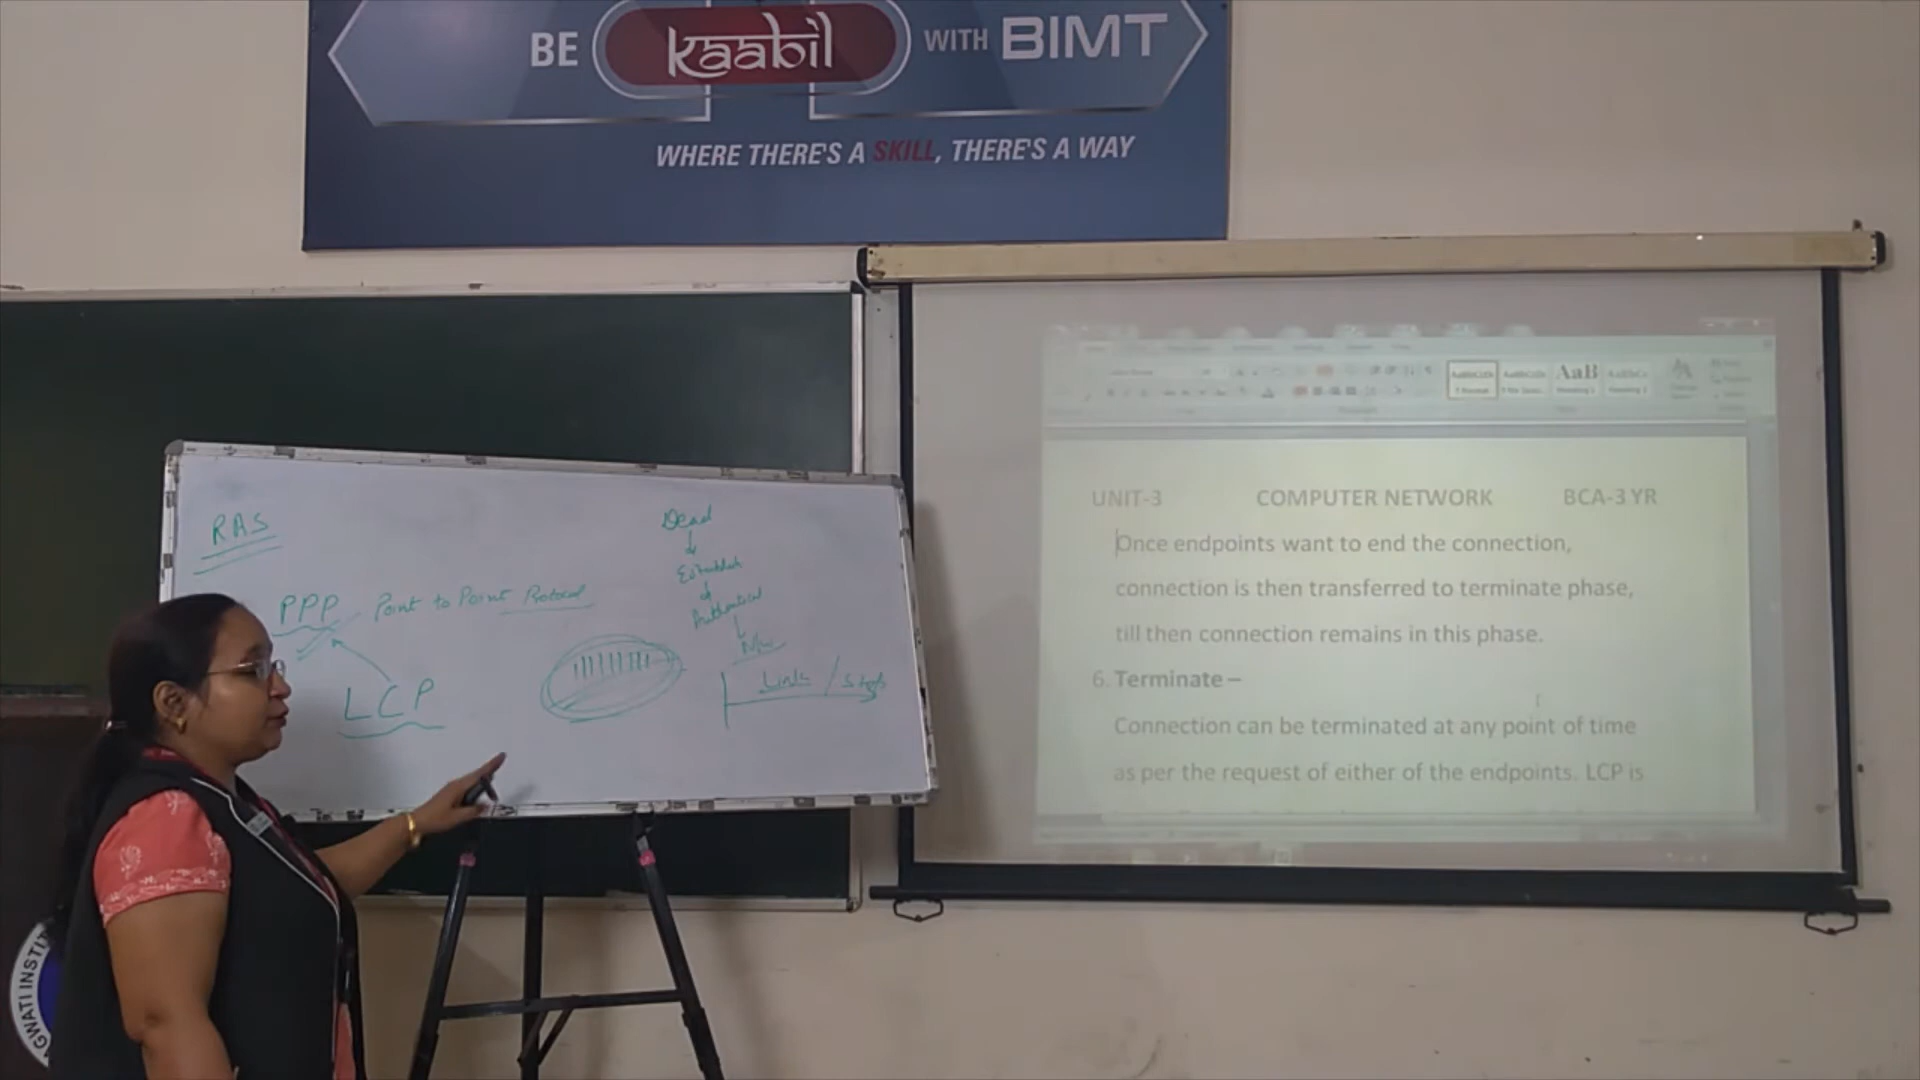 BE kaabil WITH BIMT
WHERE THERE'S A SKILL, THERE'S A WAY
RAS
PPP Point to Point Protocol
LCP
Dead
Establish
N/w
Link /
UNIT-3 COMPUTER NETWORK BCA-3 YR
Once endpoints want to end the connection,
connection is then transferred to terminate phase,
till then connection remains in this phase.
6. Terminate –
Connection can be terminated at any point of time
as per the request of either of the endpoints. LCP is
AaB
GWATI INSTIT